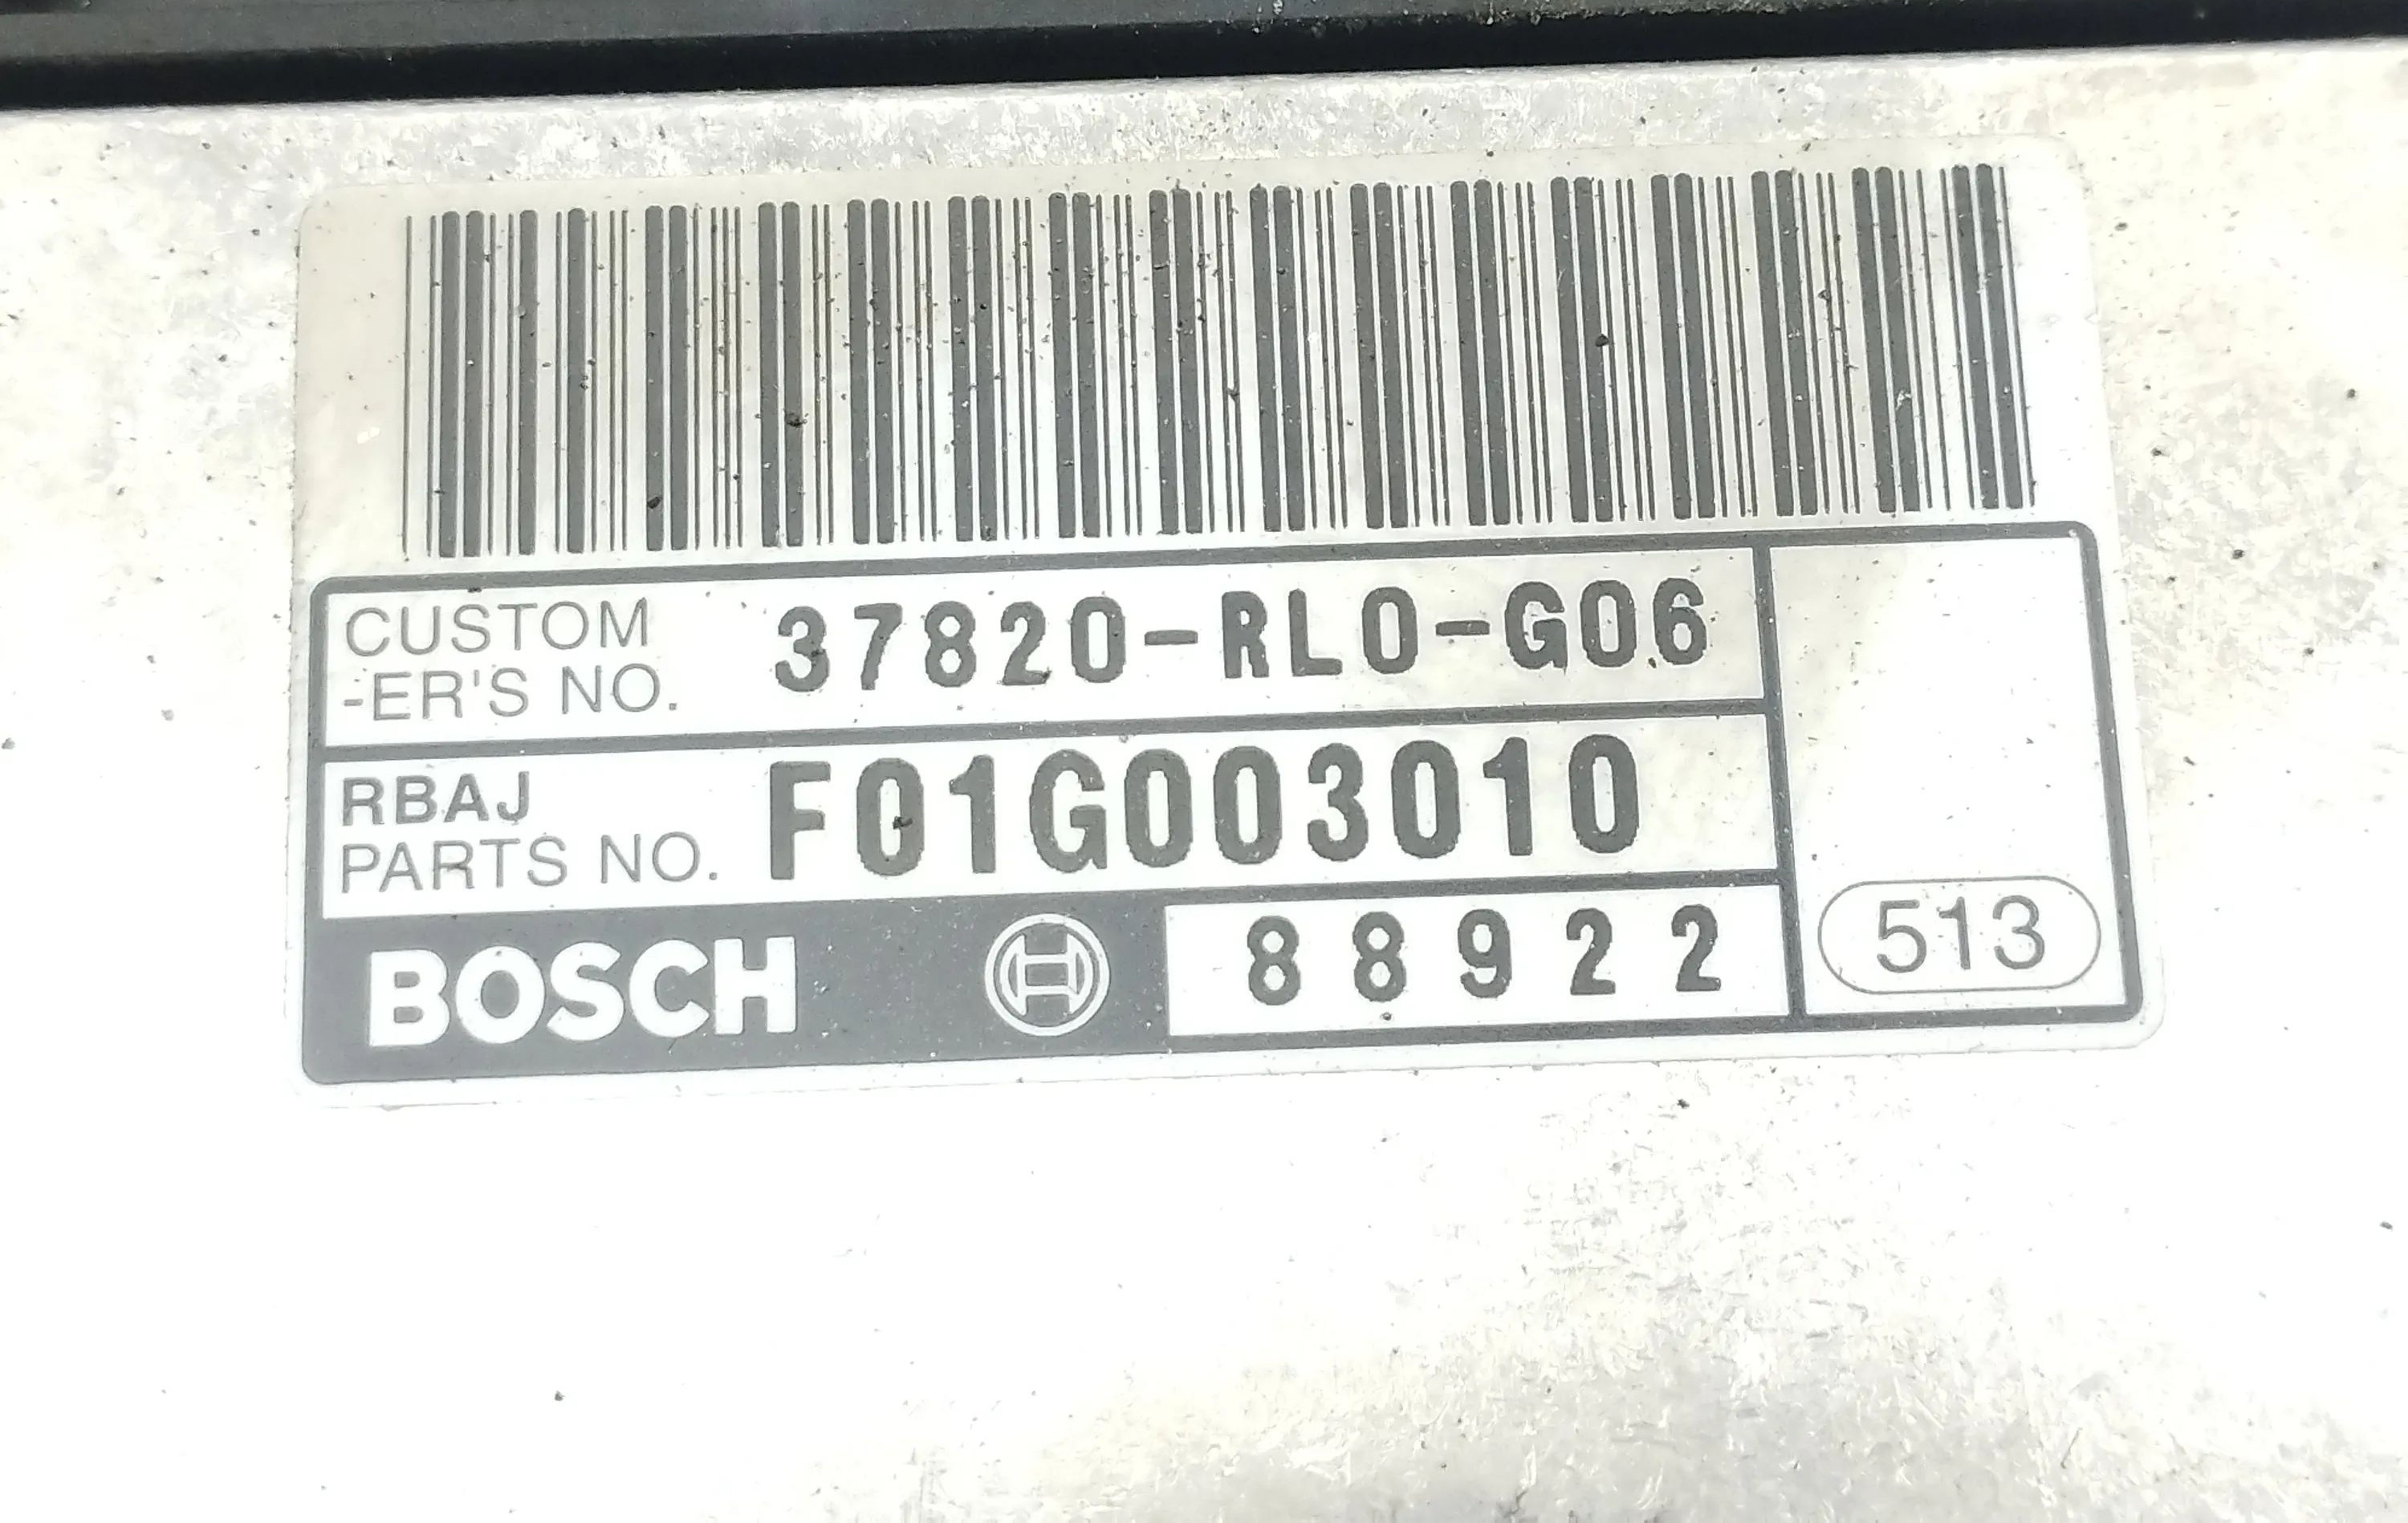 CUSTOM
-ER'S NO. 37820-RL0-G06
RBAJ
PARTS NO. F01G003010
BOSCH 88922
513